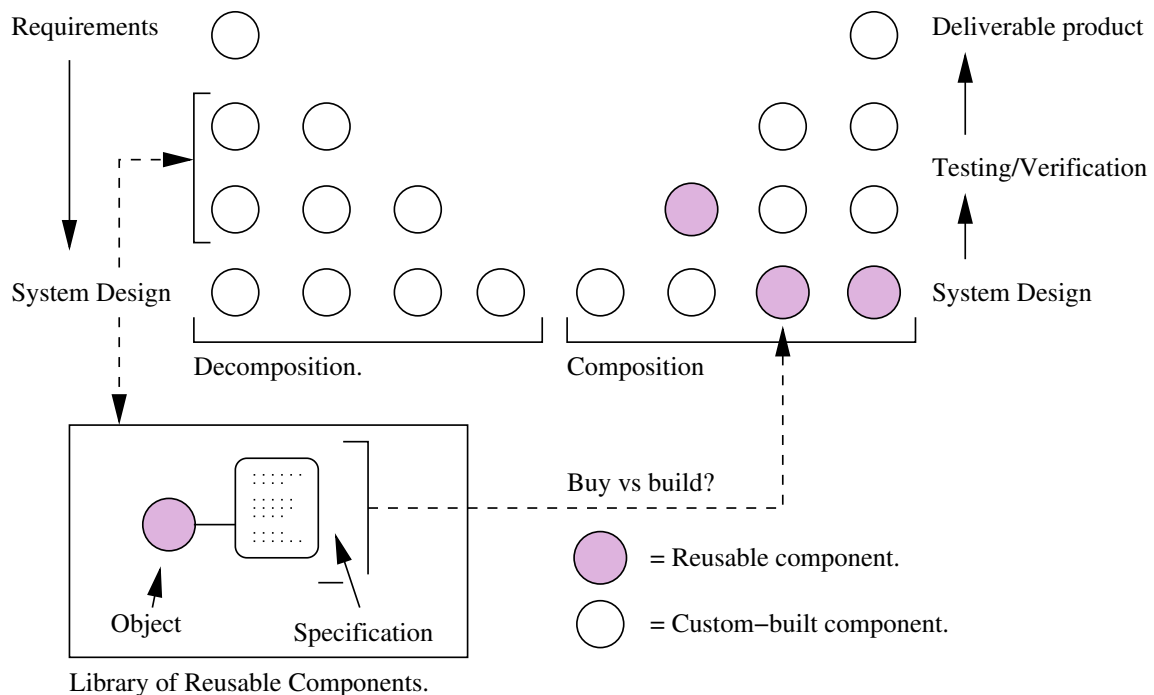 Requirements
Deliverable product
Testing/Verification
System Design
System Design
Decomposition.
Composition
Buy vs build?
= Reusable component.
Object
Specification
= Custom−built component.
Library of Reusable Components.